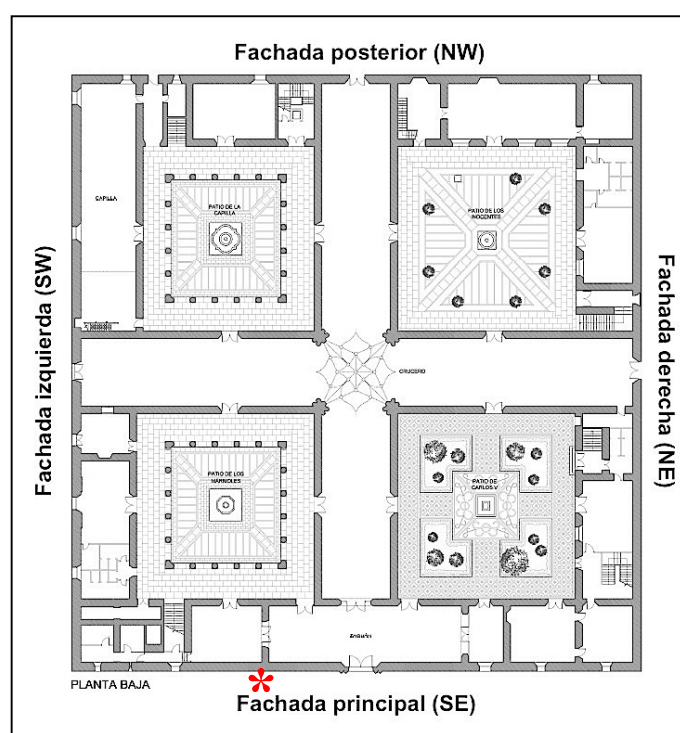 Fachada posterior (NW)
CAPILLA
PATIO DE LA
CAPILLA
PATIO DE LOS
INOCENTES
Fachada izquierda (SW)
Fachada derecha (NE)
CRUCERO
PATIO DE LOS
MÁRMOLES
PATIO DE
CARLOS V
ZAGUÁN
PLANTA BAJA
Fachada principal (SE)